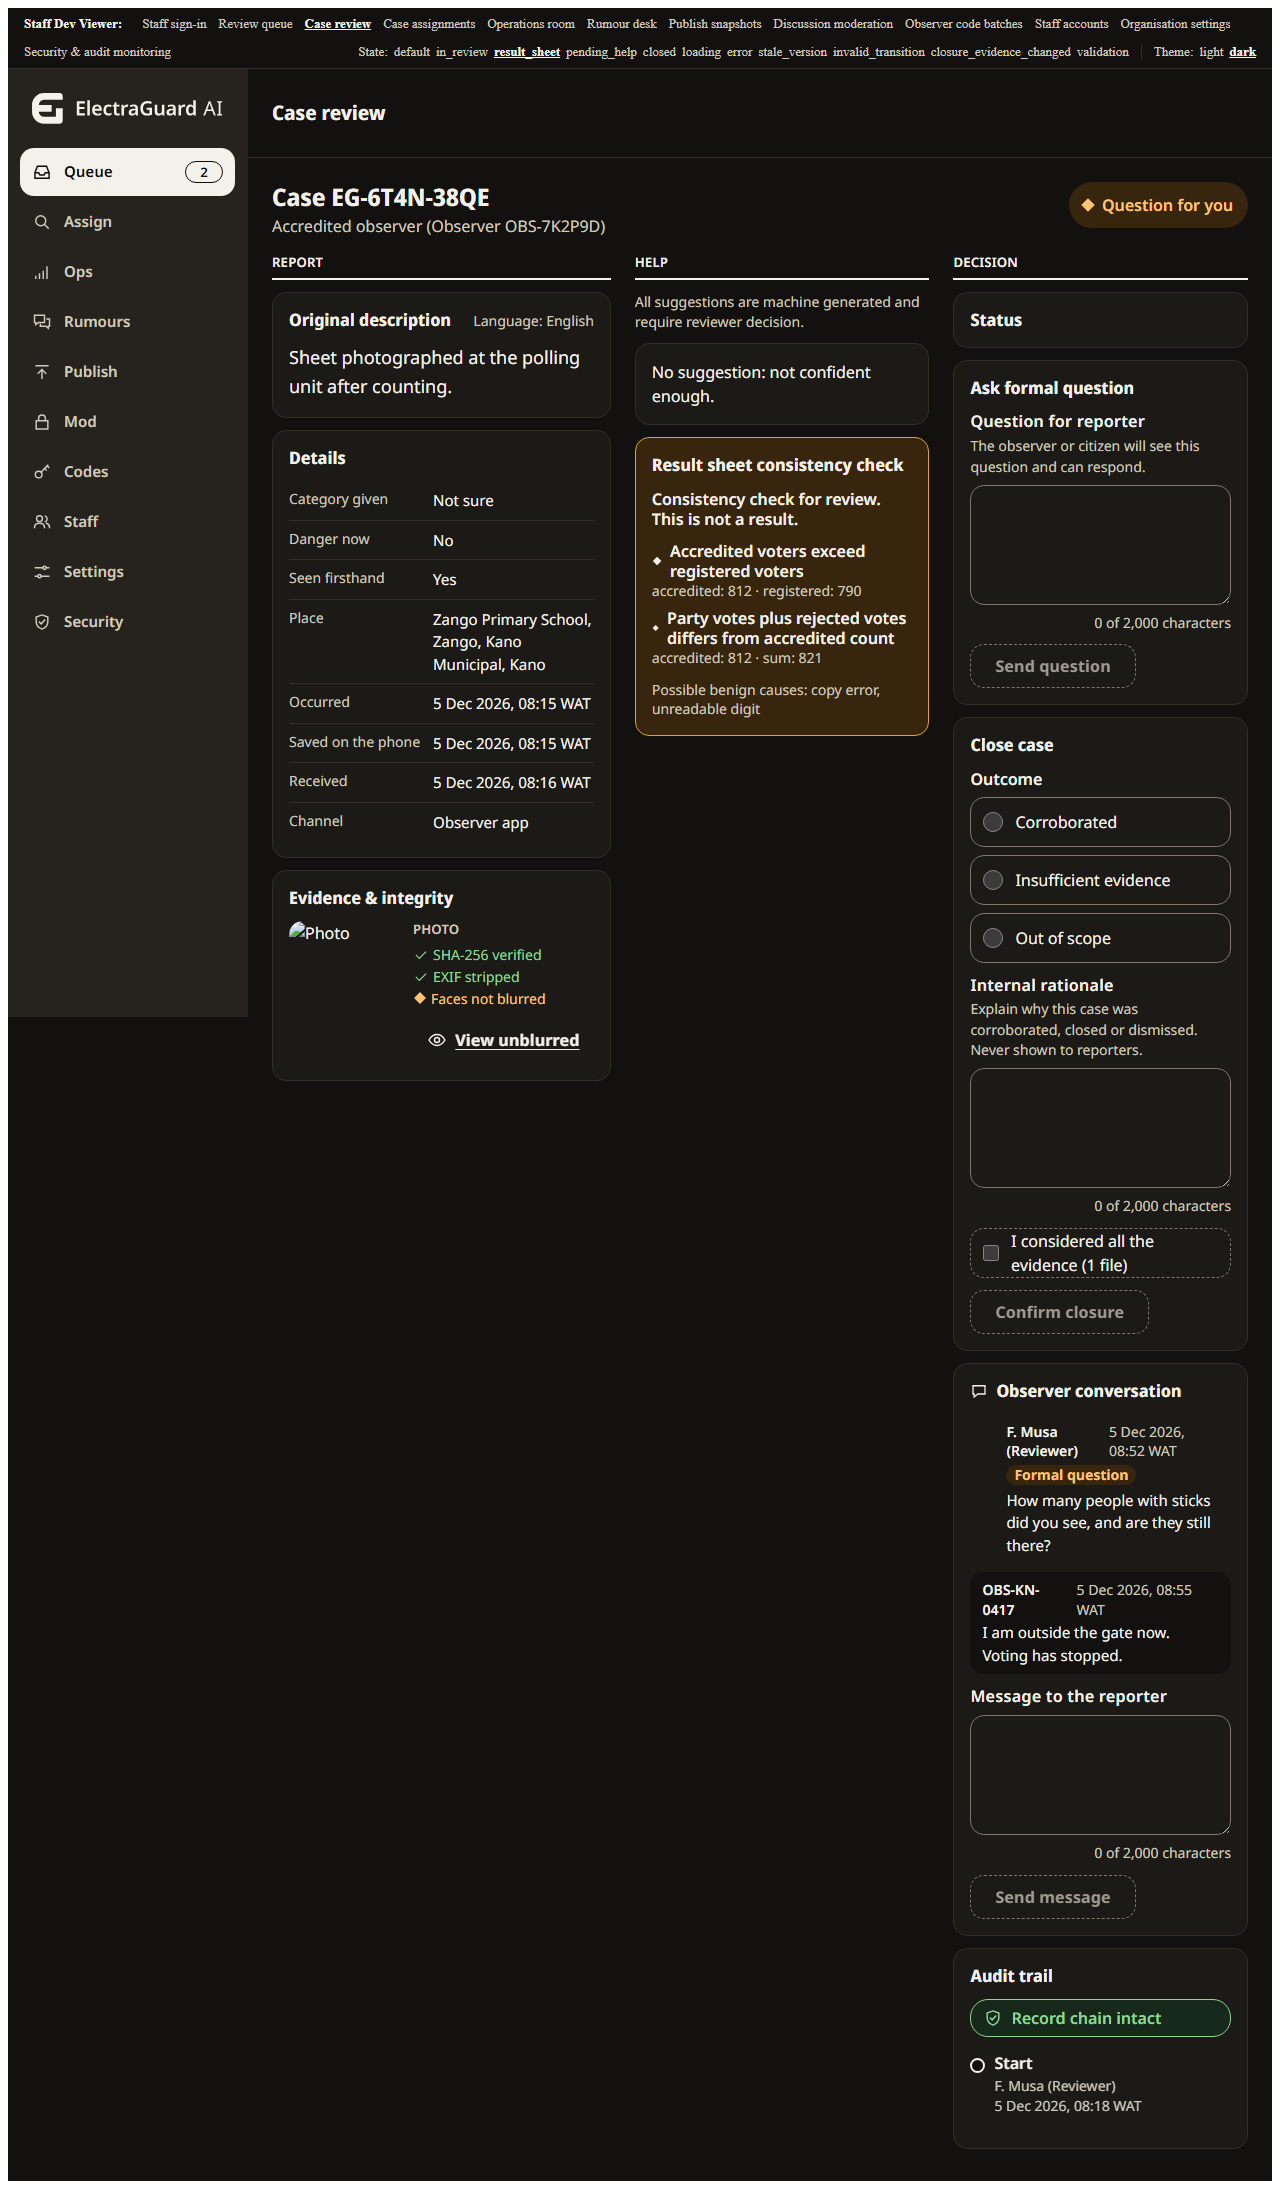 Staff Dev Viewer: Staff sign-in Review queue Case review Case assignments Operations room Rumour desk Publish snapshots Discussion moderation Observer code batches Staff accounts Organisation settings
Security & audit monitoring
State: default in_review result_sheet pending_help closed loading error stale_version invalid_transition closure_evidence_changed validation Theme: light dark
ElectraGuard AI
Queue 2
Assign
Ops
Rumours
Publish
Mod
Codes
Staff
Settings
Security
Case review
Case EG-6T4N-38QE
Accredited observer (Observer OBS-7K2P9D)
Question for you
REPORT
Original description Language: English
Sheet photographed at the polling
unit after counting.
Details
Category given Not sure
Danger now No
Seen firsthand Yes
Place Zango Primary School,
Zango, Kano
Municipal, Kano
Occurred 5 Dec 2026, 08:15 WAT
Saved on the phone 5 Dec 2026, 08:15 WAT
Received 5 Dec 2026, 08:16 WAT
Channel Observer app
Evidence & integrity
Photo
PHOTO
SHA-256 verified
EXIF stripped
Faces not blurred
View unblurred
HELP
All suggestions are machine generated and
require reviewer decision.
No suggestion: not confident
enough.
Result sheet consistency check
Consistency check for review.
This is not a result.
Accredited voters exceed
registered voters
accredited: 812 · registered: 790
Party votes plus rejected votes
differs from accredited count
accredited: 812 · sum: 821
Possible benign causes: copy error,
unreadable digit
DECISION
Status
Ask formal question
Question for reporter
The observer or citizen will see this
question and can respond.
0 of 2,000 characters
Send question
Close case
Outcome
Corroborated
Insufficient evidence
Out of scope
Internal rationale
Explain why this case was
corroborated, closed or dismissed.
Never shown to reporters.
0 of 2,000 characters
I considered all the
evidence (1 file)
Confirm closure
Observer conversation
F. Musa
(Reviewer)
5 Dec 2026,
08:52 WAT
Formal question
How many people with sticks
did you see, and are they still
there?
OBS-KN-
0417
5 Dec 2026, 08:55
WAT
I am outside the gate now.
Voting has stopped.
Message to the reporter
0 of 2,000 characters
Send message
Audit trail
Record chain intact
Start
F. Musa (Reviewer)
5 Dec 2026, 08:18 WAT